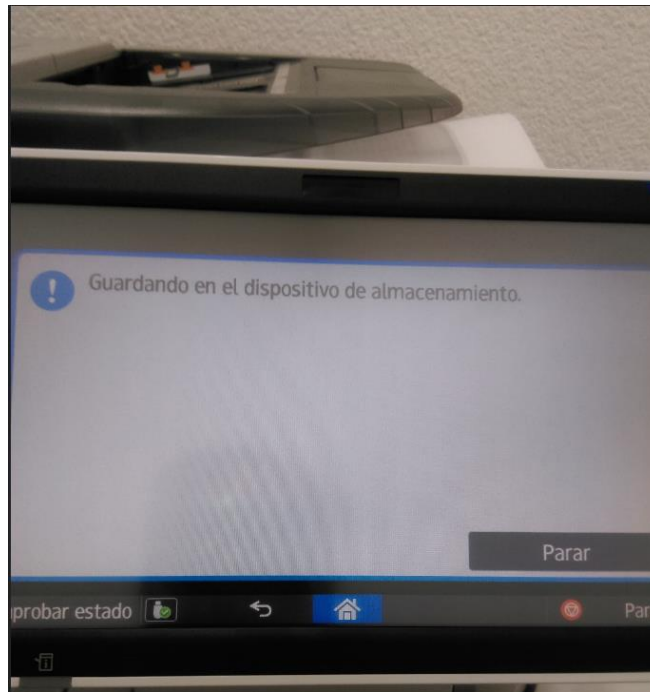 Guardando en el dispositivo de almacenamiento.
Parar
probar estado
Par